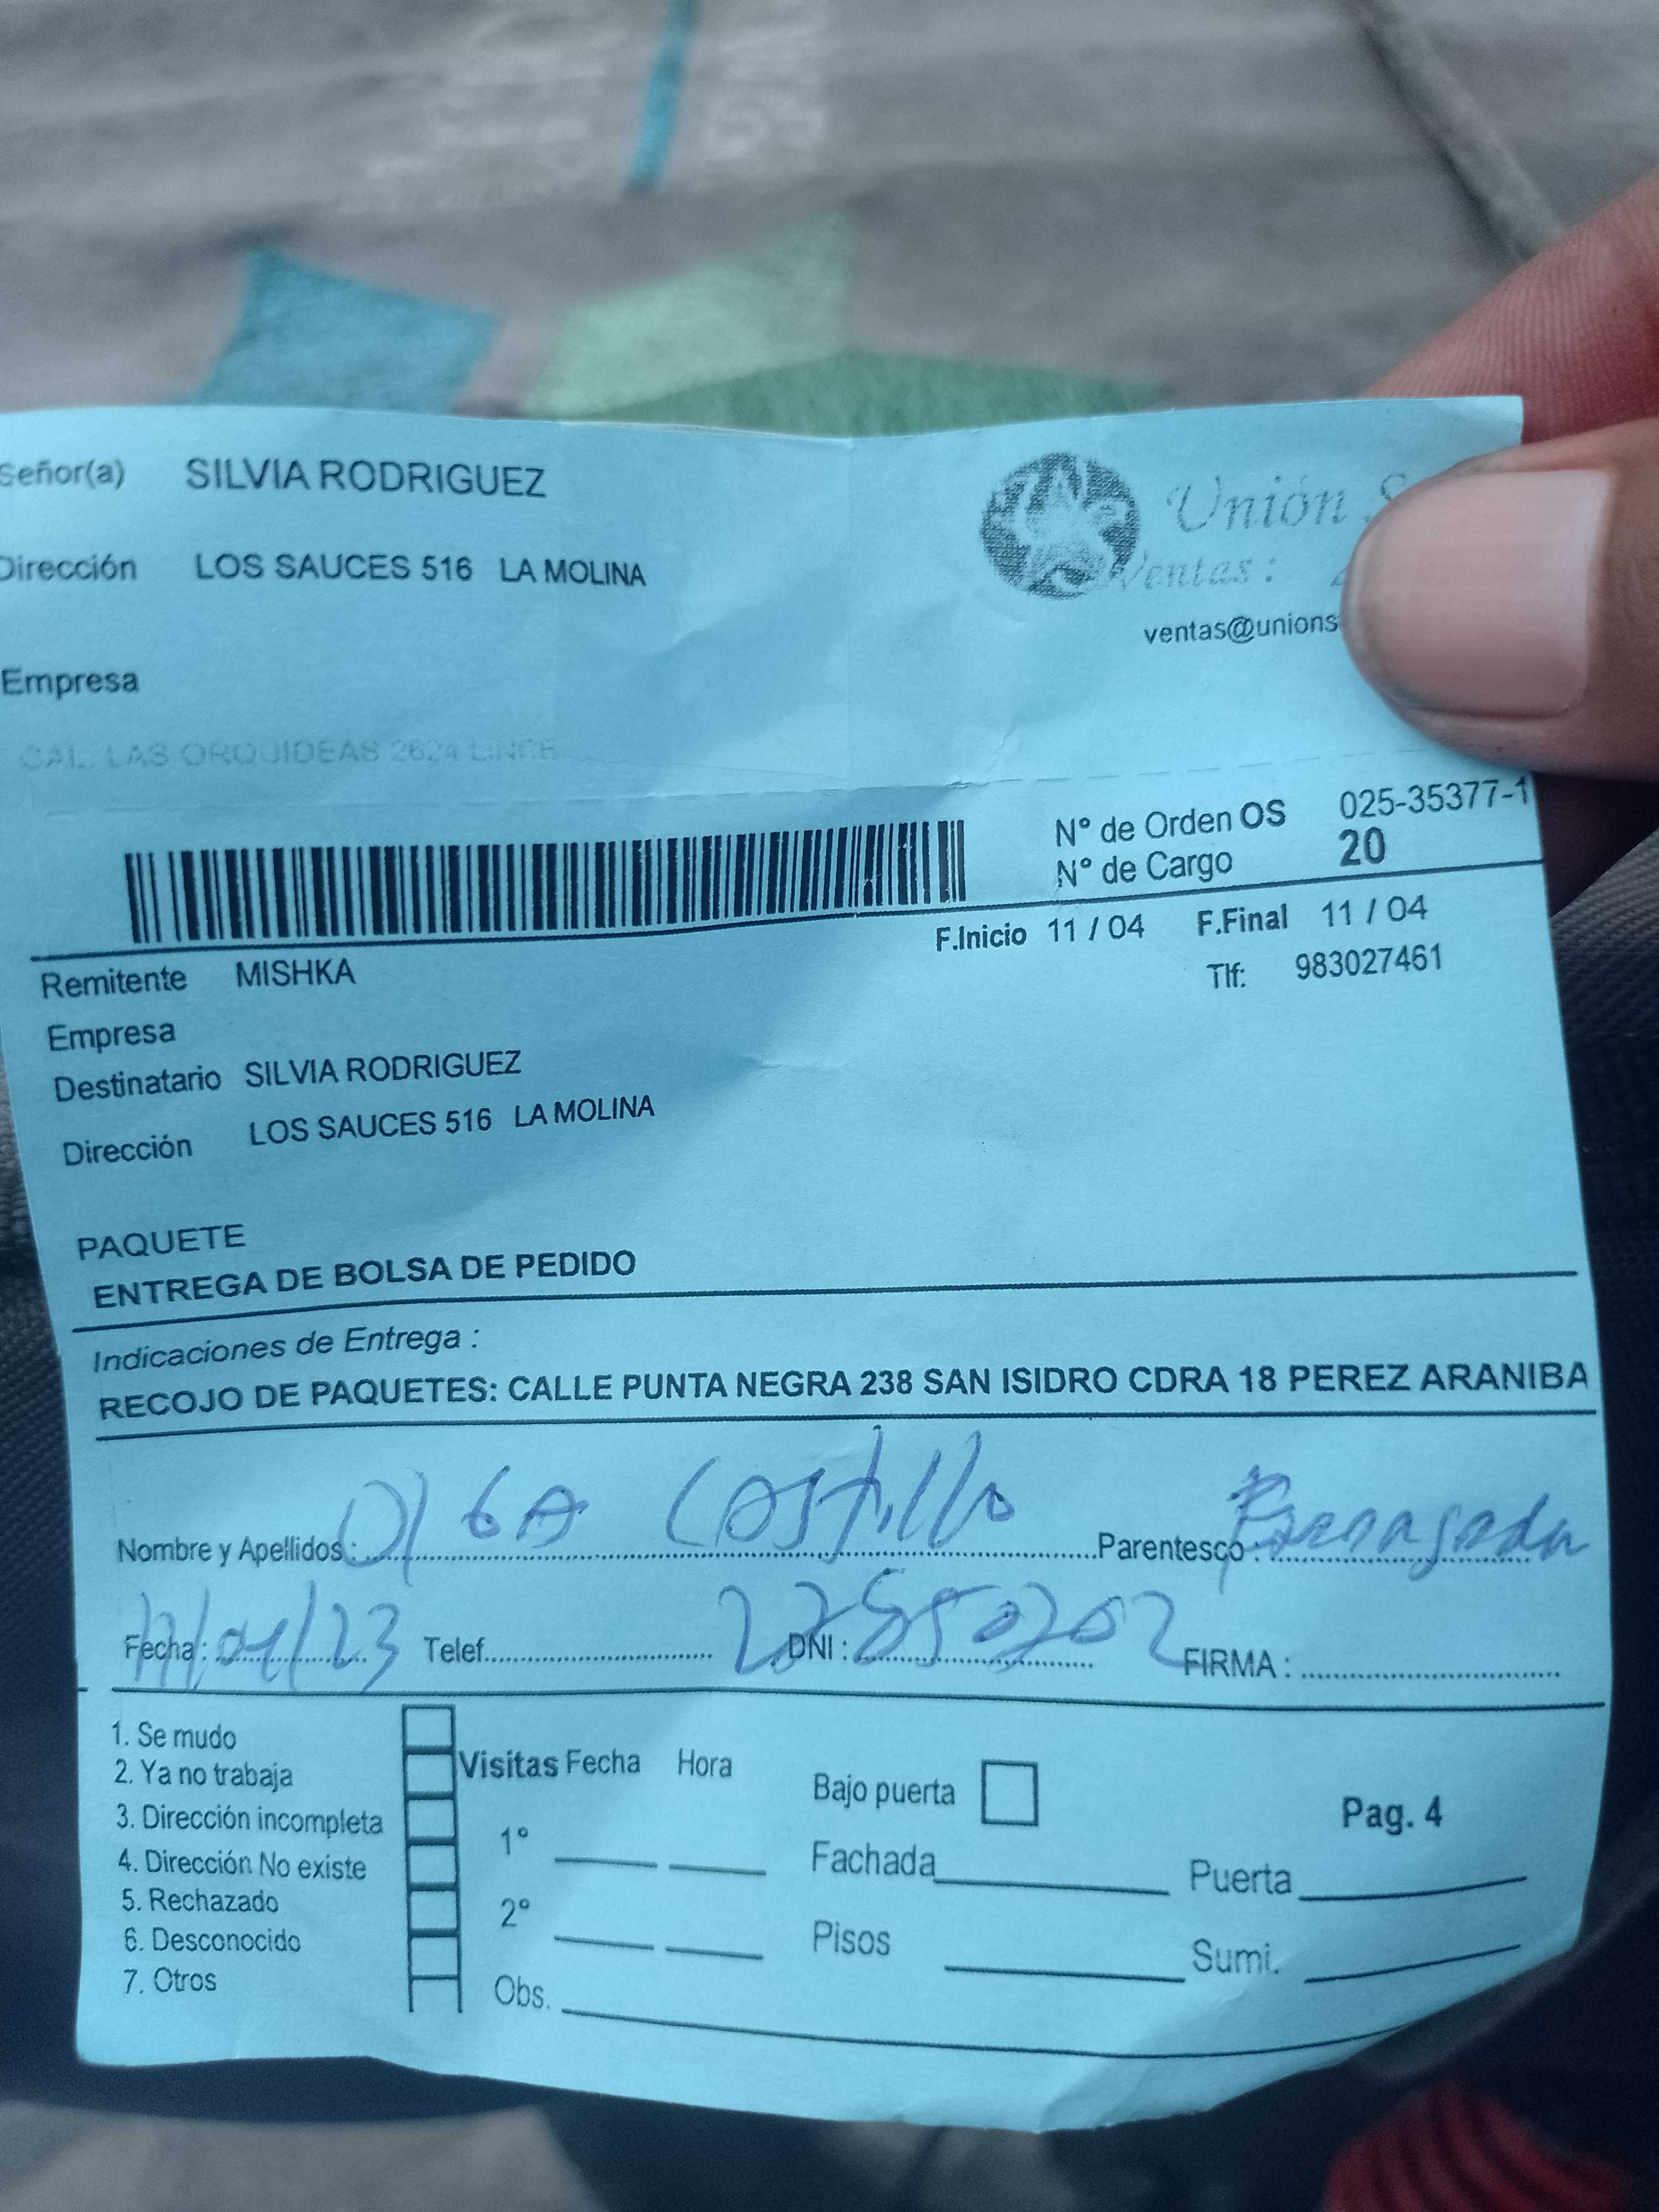 Señor(a) SILVIA RODRIGUEZ
Unión
Dirección LOS SAUCES 516 LA MOLINA
Ventas:
ventas@unions
Empresa
CAL. LAS ORQUIDEAS 2624 LINCE
N° de Orden OS 025-35377-1
N° de Cargo 20
F.Inicio 11 / 04 F.Final 11 / 04
Remitente MISHKA
Tlf: 983027461
Empresa
Destinatario SILVIA RODRIGUEZ
Dirección LOS SAUCES 516 LA MOLINA
PAQUETE
ENTREGA DE BOLSA DE PEDIDO
Indicaciones de Entrega :
RECOJO DE PAQUETES: CALLE PUNTA NEGRA 238 SAN ISIDRO CDRA 18 PEREZ ARANIBA
Nombre y Apellidos: OlGA Castillo Parentesco:
Fecha: 11/04/23 Telef. DNI: FIRMA:
1. Se mudo
2. Ya no trabaja
3. Dirección incompleta
4. Dirección No existe
5. Rechazado
6. Desconocido
7. Otros
Visitas Fecha Hora
1°
2°
Obs.
Bajo puerta
Fachada Puerta
Pisos Sumi.
Pag. 4